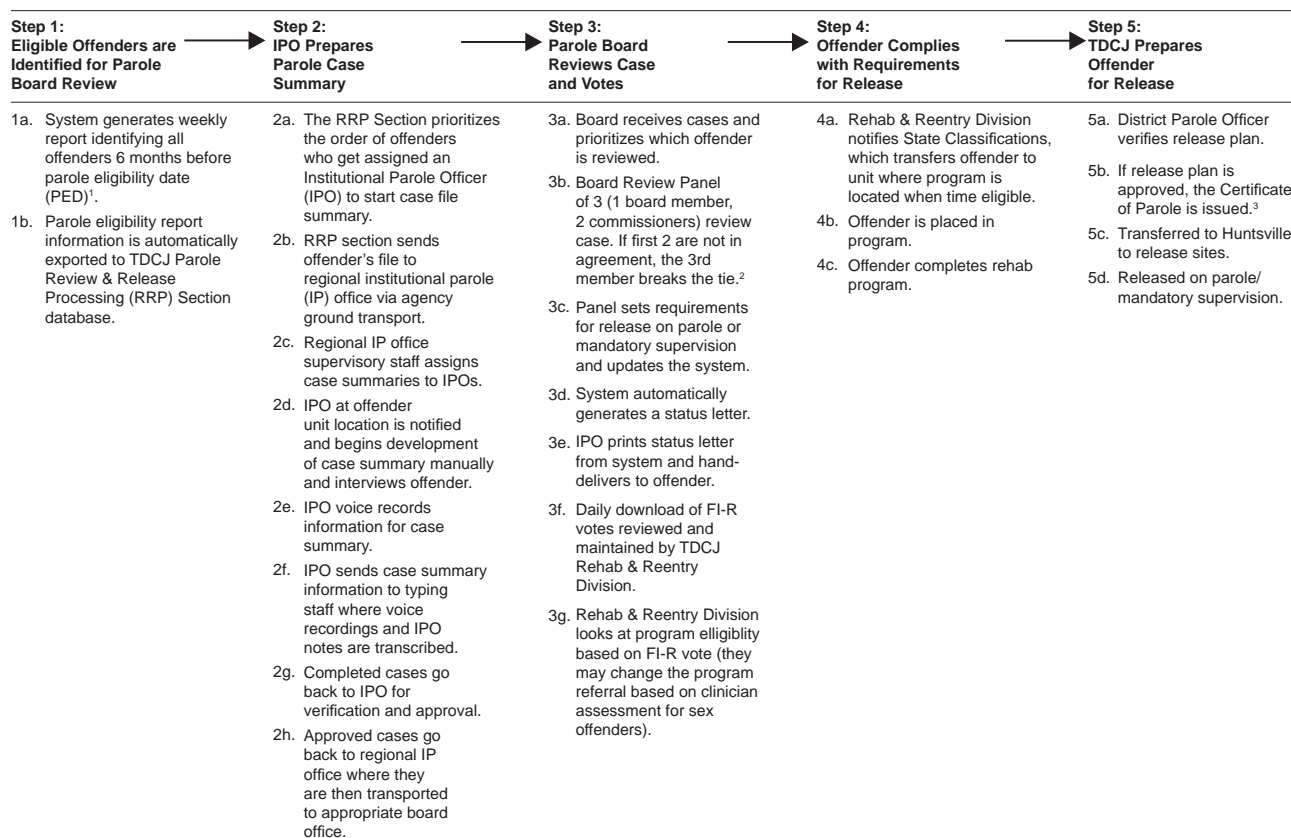 Step 1:
Eligible Offenders are
Identified for Parole
Board Review
1a. System generates weekly
report identifying all
offenders 6 months before
parole eligibility date
(PED)1.
1b. Parole eligibility report
information is automatically
exported to TDCJ Parole
Review & Release
Processing (RRP) Section
database.
Step 2:
IPO Prepares
Parole Case
Summary
2a. The RRP Section prioritizes
the order of offenders
who get assigned an
Institutional Parole Officer
(IPO) to start case file
summary.
2b. RRP section sends
offender's file to
regional institutional parole
(IP) office via agency
ground transport.
2c. Regional IP office
supervisory staff assigns
case summaries to IPOs.
2d. IPO at offender
unit location is notified
and begins development
of case summary manually
and interviews offender.
2e. IPO voice records
information for case
summary.
2f. IPO sends case summary
information to typing
staff where voice
recordings and IPO
notes are transcribed.
2g. Completed cases go
back to IPO for
verification and approval.
2h. Approved cases go
back to regional IP
office where they
are then transported
to appropriate board
office.
Step 3:
Parole Board
Reviews Case
and Votes
3a. Board receives cases and
prioritizes which offender
is reviewed.
3b. Board Review Panel
of 3 (1 board member,
2 commissioners) review
case. If first 2 are not in
agreement, the 3rd
member breaks the tie.2
3c. Panel sets requirements
for release on parole or
mandatory supervision
and updates the system.
3d. System automatically
generates a status letter.
3e. IPO prints status letter
from system and hand-
delivers to offender.
3f. Daily download of FI-R
votes reviewed and
maintained by TDCJ
Rehab & Reentry
Division.
3g. Rehab & Reentry Division
looks at program elligiblity
based on FI-R vote (they
may change the program
referral based on clinician
assessment for sex
offenders).
Step 4:
Offender Complies
with Requirements
for Release
4a. Rehab & Reentry Division
notifies State Classifications,
which transfers offender to
unit where program is
located when time eligible.
4b. Offender is placed in
program.
4c. Offender completes rehab
program.
Step 5:
TDCJ Prepares
Offender
for Release
5a. District Parole Officer
verifies release plan.
5b. If release plan is
approved, the Certificate
of Parole is issued.3
5c. Transferred to Huntsville
to release sites.
5d. Released on parole/
mandatory supervision.